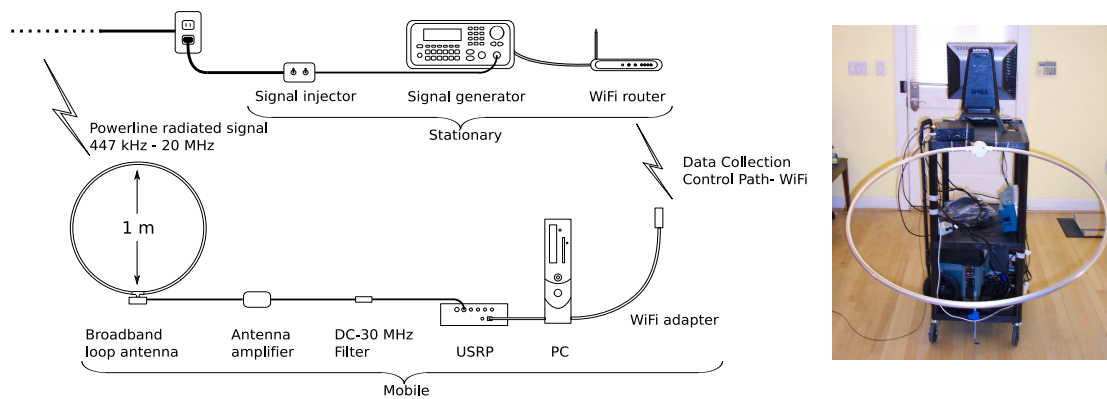 Signal injector
Signal generator
WiFi router
Stationary
Powerline radiated signal
447 kHz - 20 MHz
Data Collection
Control Path- WiFi
1 m
Broadband
loop antenna
Antenna
amplifier
DC-30 MHz
Filter
USRP
PC
WiFi adapter
Mobile
DELL